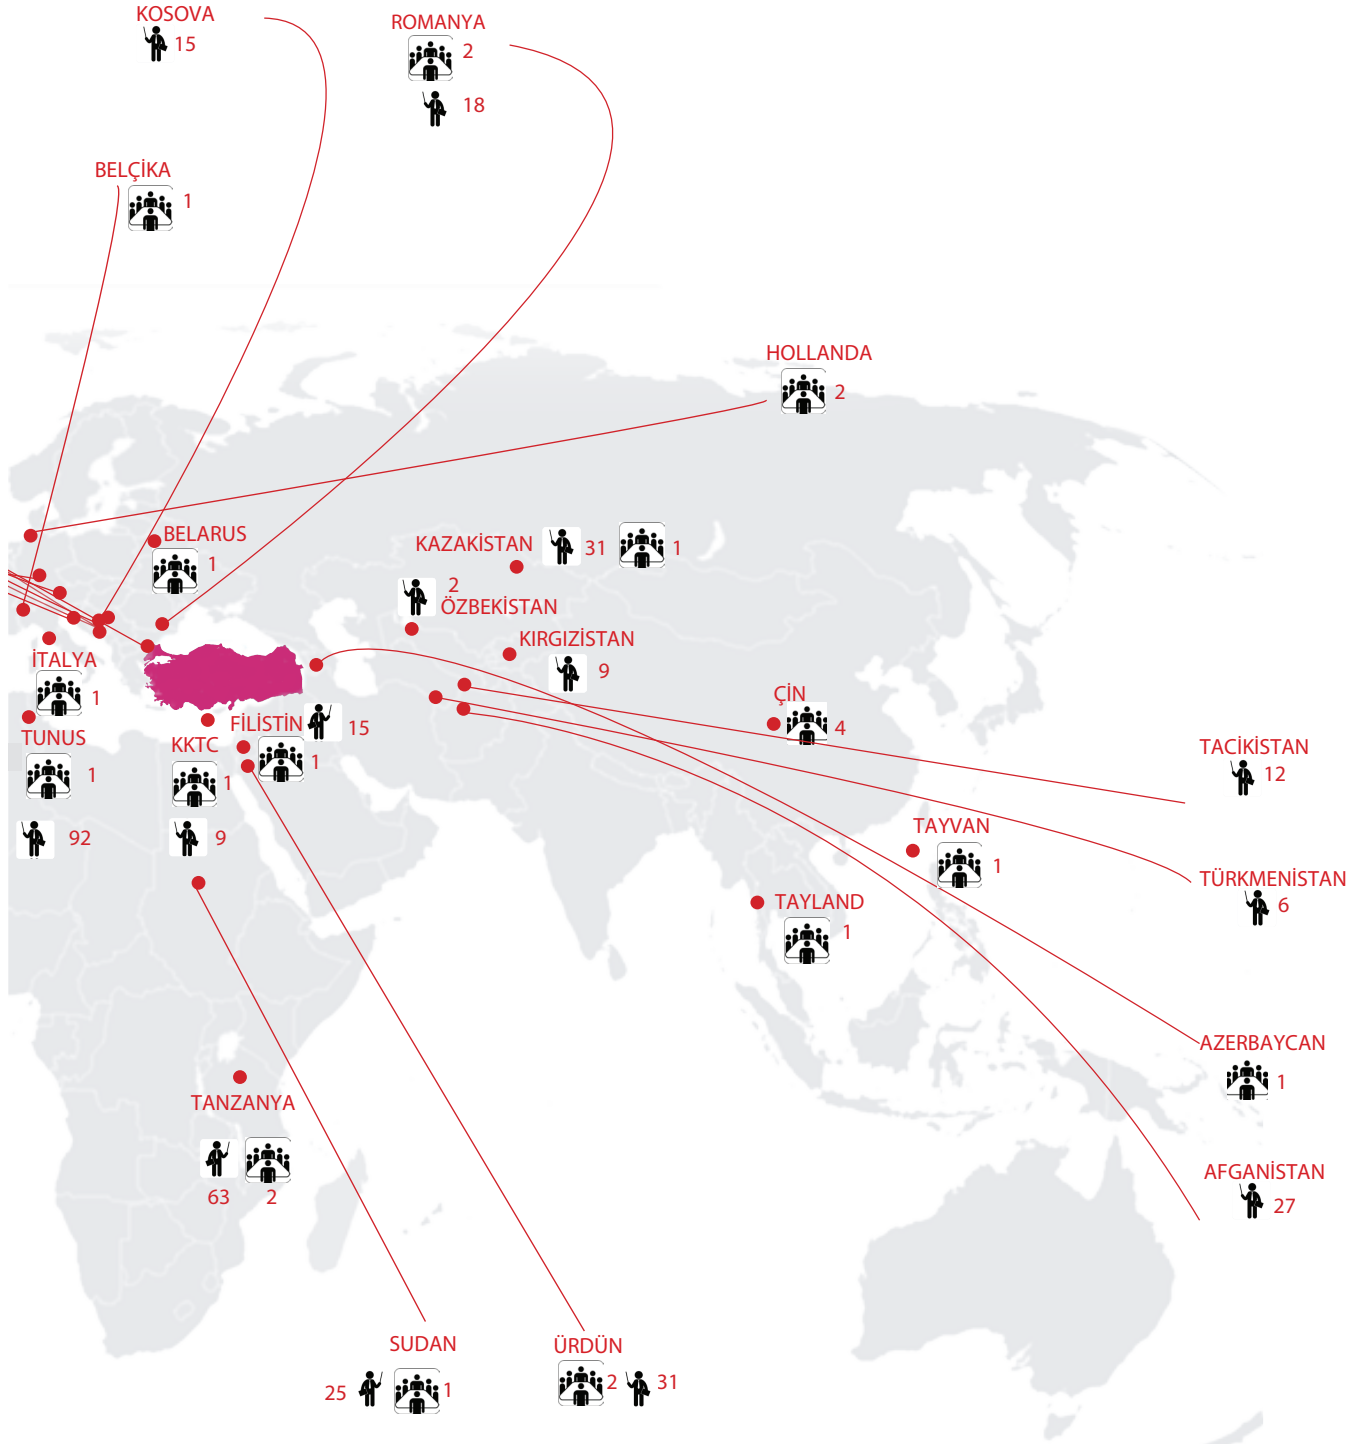 KOSOVA
15
ROMANYA
2
18
BELÇİKA
1
HOLLANDA
2
BELARUS
1
KAZAKİSTAN
31
1
2
ÖZBEKİSTAN
KIRGIZİSTAN
9
İTALYA
1
ÇİN
4
FİLİSTİN
15
1
TUNUS
1
92
KKTC
1
9
TACİKİSTAN
12
TAYVAN
1
TÜRKMENİSTAN
6
TAYLAND
1
AZERBAYCAN
1
TANZANYA
63
2
AFGANİSTAN
27
SUDAN
25
1
ÜRDÜN
2
31